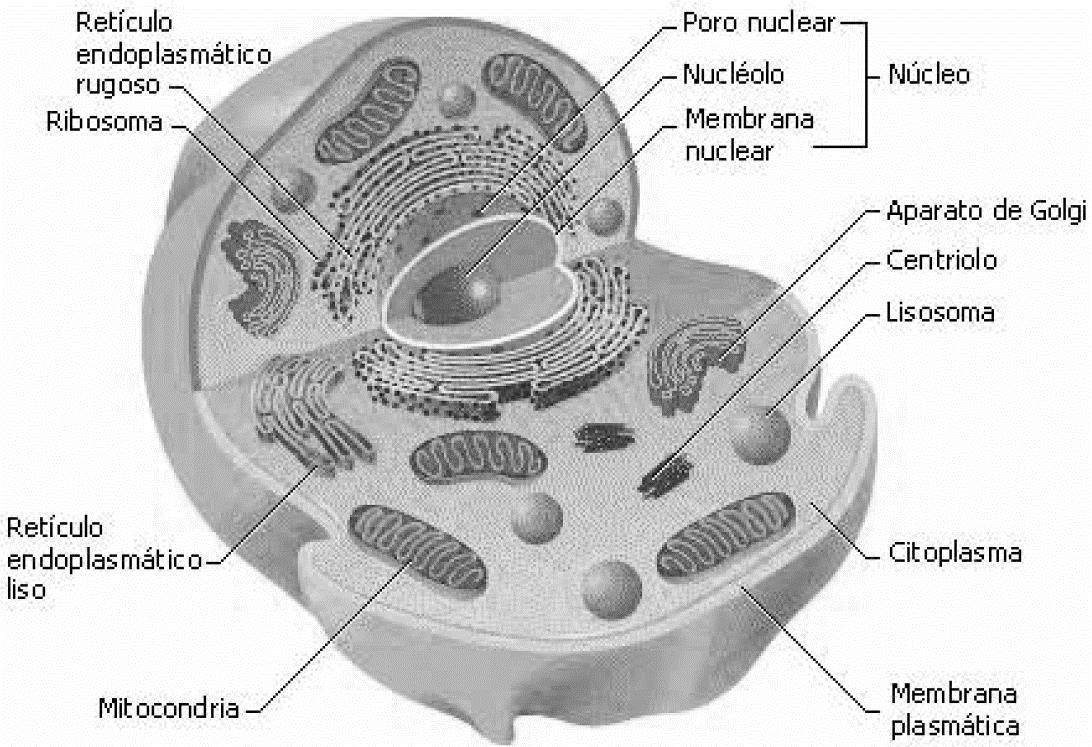 Retículo
endoplasmático
rugoso
Ribosoma
Poro nuclear
Nucléolo
Membrana
nuclear
Núcleo
Aparato de Golgi
Centriolo
Lisosoma
Retículo
endoplasmático
liso
Mitocondria
Citoplasma
Membrana
plasmática